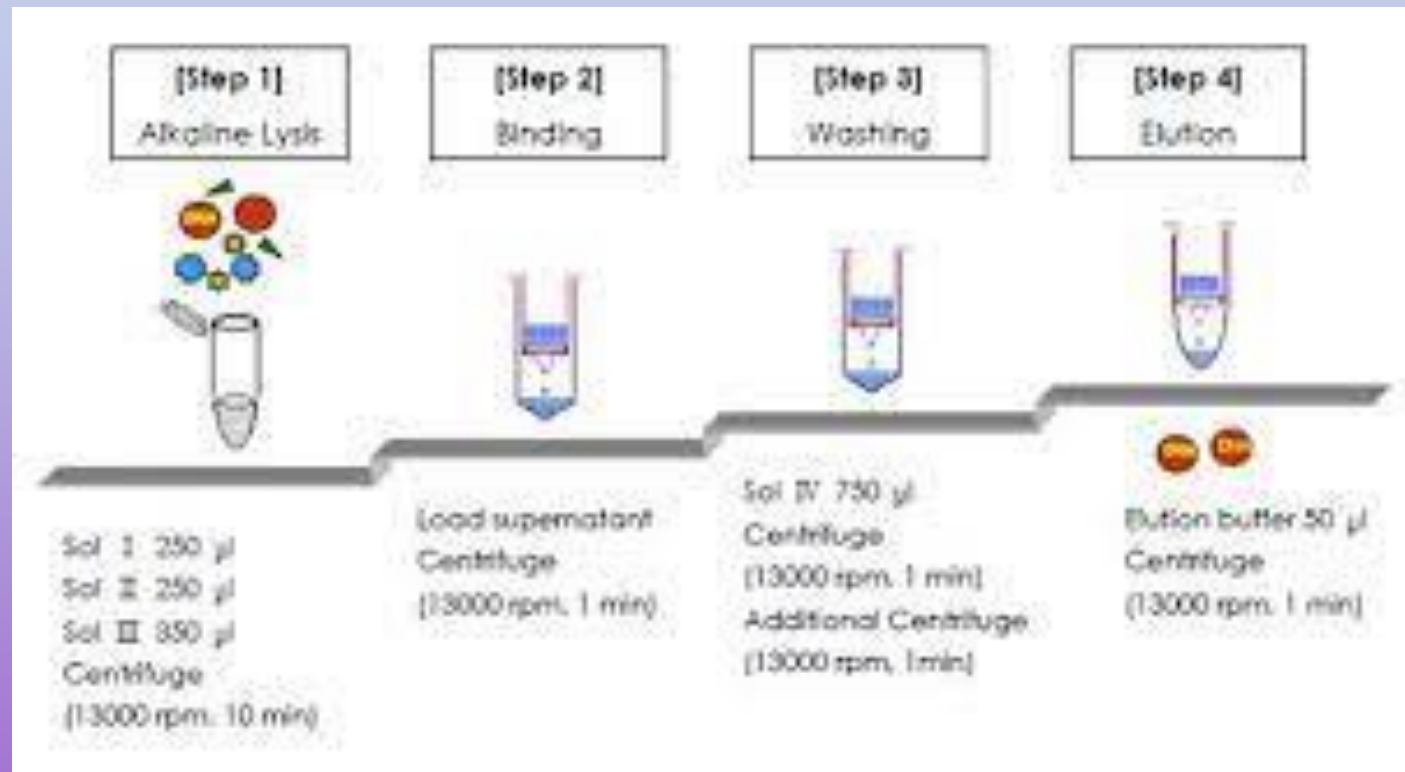 [Step 1]
Alkaline Lysis
[Step 2]
Binding
[Step 3]
Washing
[Step 4]
Elution
Sol I 250 µl
Sol II 250 µl
Sol III 350 µl
Centrifuge
(13000 rpm. 10 min)
Load supernatant
Centrifuge
(13000 rpm. 1 min)
Sol IV 750 µl
Centrifuge
(13000 rpm. 1 min)
Additional Centrifuge
(13000 rpm, 1min)
Elution buffer 50 µl
Centrifuge
(13000 rpm. 1 min)